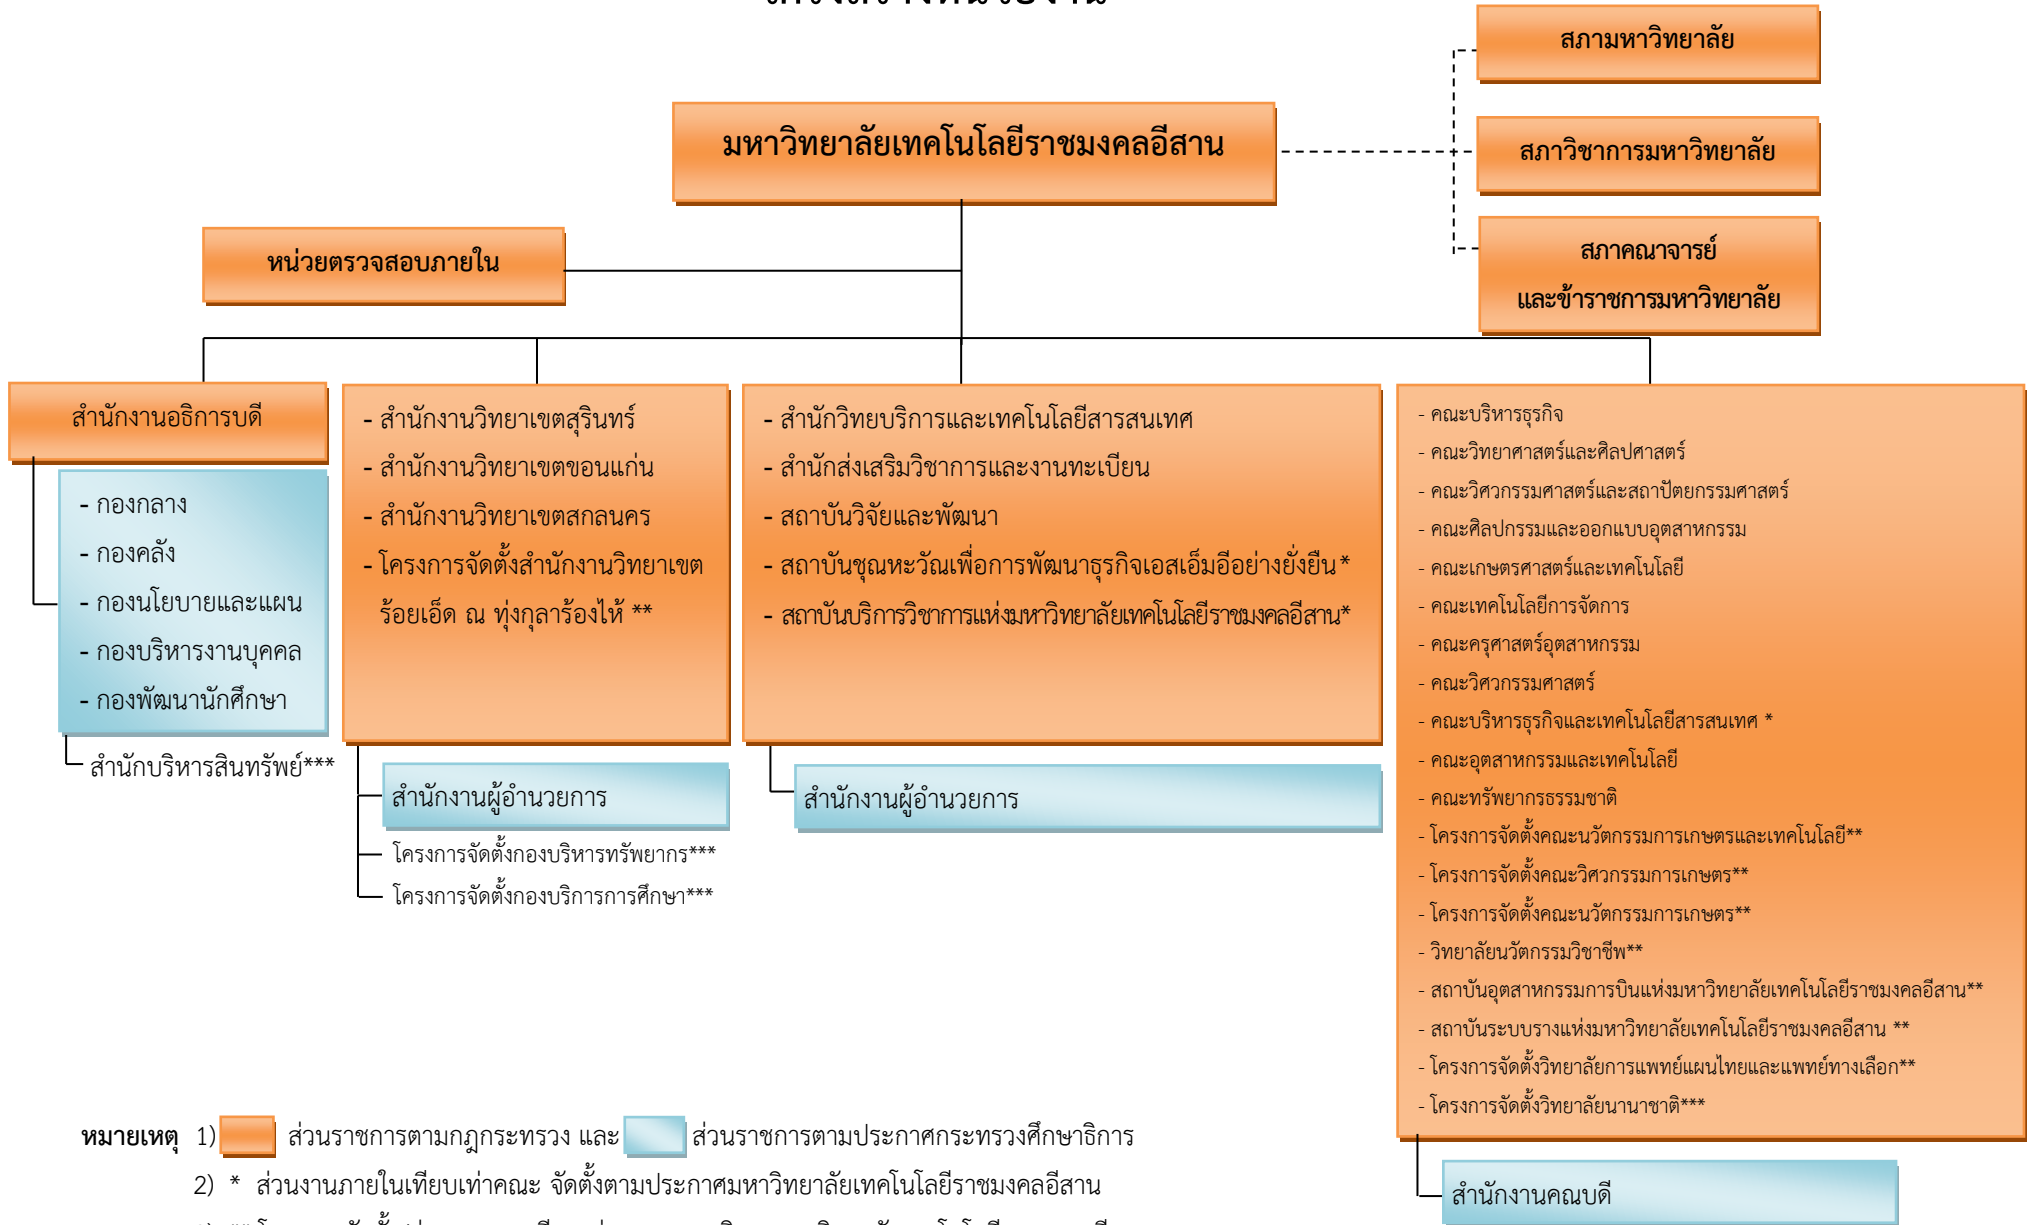 โครงสร้างหน่วยงาน
สภามหาวิทยาลัย
มหาวิทยาลัยเทคโนโลยีราชมงคลอีสาน
สภาวิชาการมหาวิทยาลัย
สภาคณาจารย์
และข้าราชการมหาวิทยาลัย
หน่วยตรวจสอบภายใน
สำนักงานอธิการบดี
- กองกลาง
- กองคลัง
- กองนโยบายและแผน
- กองบริหารงานบุคคล
- กองพัฒนานักศึกษา
สำนักบริหารสินทรัพย์***
- สำนักงานวิทยาเขตสุรินทร์
- สำนักงานวิทยาเขตขอนแก่น
- สำนักงานวิทยาเขตสกลนคร
- โครงการจัดตั้งสำนักงานวิทยาเขต
ร้อยเอ็ด ณ ทุ่งกุลาร้องไห้ **
สำนักงานผู้อำนวยการ
โครงการจัดตั้งกองบริหารทรัพยากร***
โครงการจัดตั้งกองบริการการศึกษา***
- สำนักวิทยบริการและเทคโนโลยีสารสนเทศ
- สำนักส่งเสริมวิชาการและงานทะเบียน
- สถาบันวิจัยและพัฒนา
- สถาบันชุณหะวัณเพื่อการพัฒนาธุรกิจเอสเอ็มอีอย่างยั่งยืน*
- สถาบันบริการวิชาการแห่งมหาวิทยาลัยเทคโนโลยีราชมงคลอีสาน*
สำนักงานผู้อำนวยการ
- คณะบริหารธุรกิจ
- คณะวิทยาศาสตร์และศิลปศาสตร์
- คณะวิศวกรรมศาสตร์และสถาปัตยกรรมศาสตร์
- คณะศิลปกรรมและออกแบบอุตสาหกรรม
- คณะเกษตรศาสตร์และเทคโนโลยี
- คณะเทคโนโลยีการจัดการ
- คณะครุศาสตร์อุตสาหกรรม
- คณะวิศวกรรมศาสตร์
- คณะบริหารธุรกิจและเทคโนโลยีสารสนเทศ *
- คณะอุตสาหกรรมและเทคโนโลยี
- คณะทรัพยากรธรรมชาติ
- โครงการจัดตั้งคณะนวัตกรรมการเกษตรและเทคโนโลยี**
- โครงการจัดตั้งคณะวิศวกรรมการเกษตร**
- โครงการจัดตั้งคณะนวัตกรรมการเกษตร**
- วิทยาลัยนวัตกรรมวิชาชีพ**
- สถาบันอุตสาหกรรมการบินแห่งมหาวิทยาลัยเทคโนโลยีราชมงคลอีสาน**
- สถาบันระบบรางแห่งมหาวิทยาลัยเทคโนโลยีราชมงคลอีสาน **
- โครงการจัดตั้งวิทยาลัยการแพทย์แผนไทยและแพทย์ทางเลือก**
- โครงการจัดตั้งวิทยาลัยนานาชาติ***
สำนักงานคณบดี
หมายเหตุ 1) ส่วนราชการตามกฎกระทรวง และ ส่วนราชการตามประกาศกระทรวงศึกษาธิการ
2) * ส่วนงานภายในเทียบเท่าคณะ จัดตั้งตามประกาศมหาวิทยาลัยเทคโนโลยีราชมงคลอีสาน